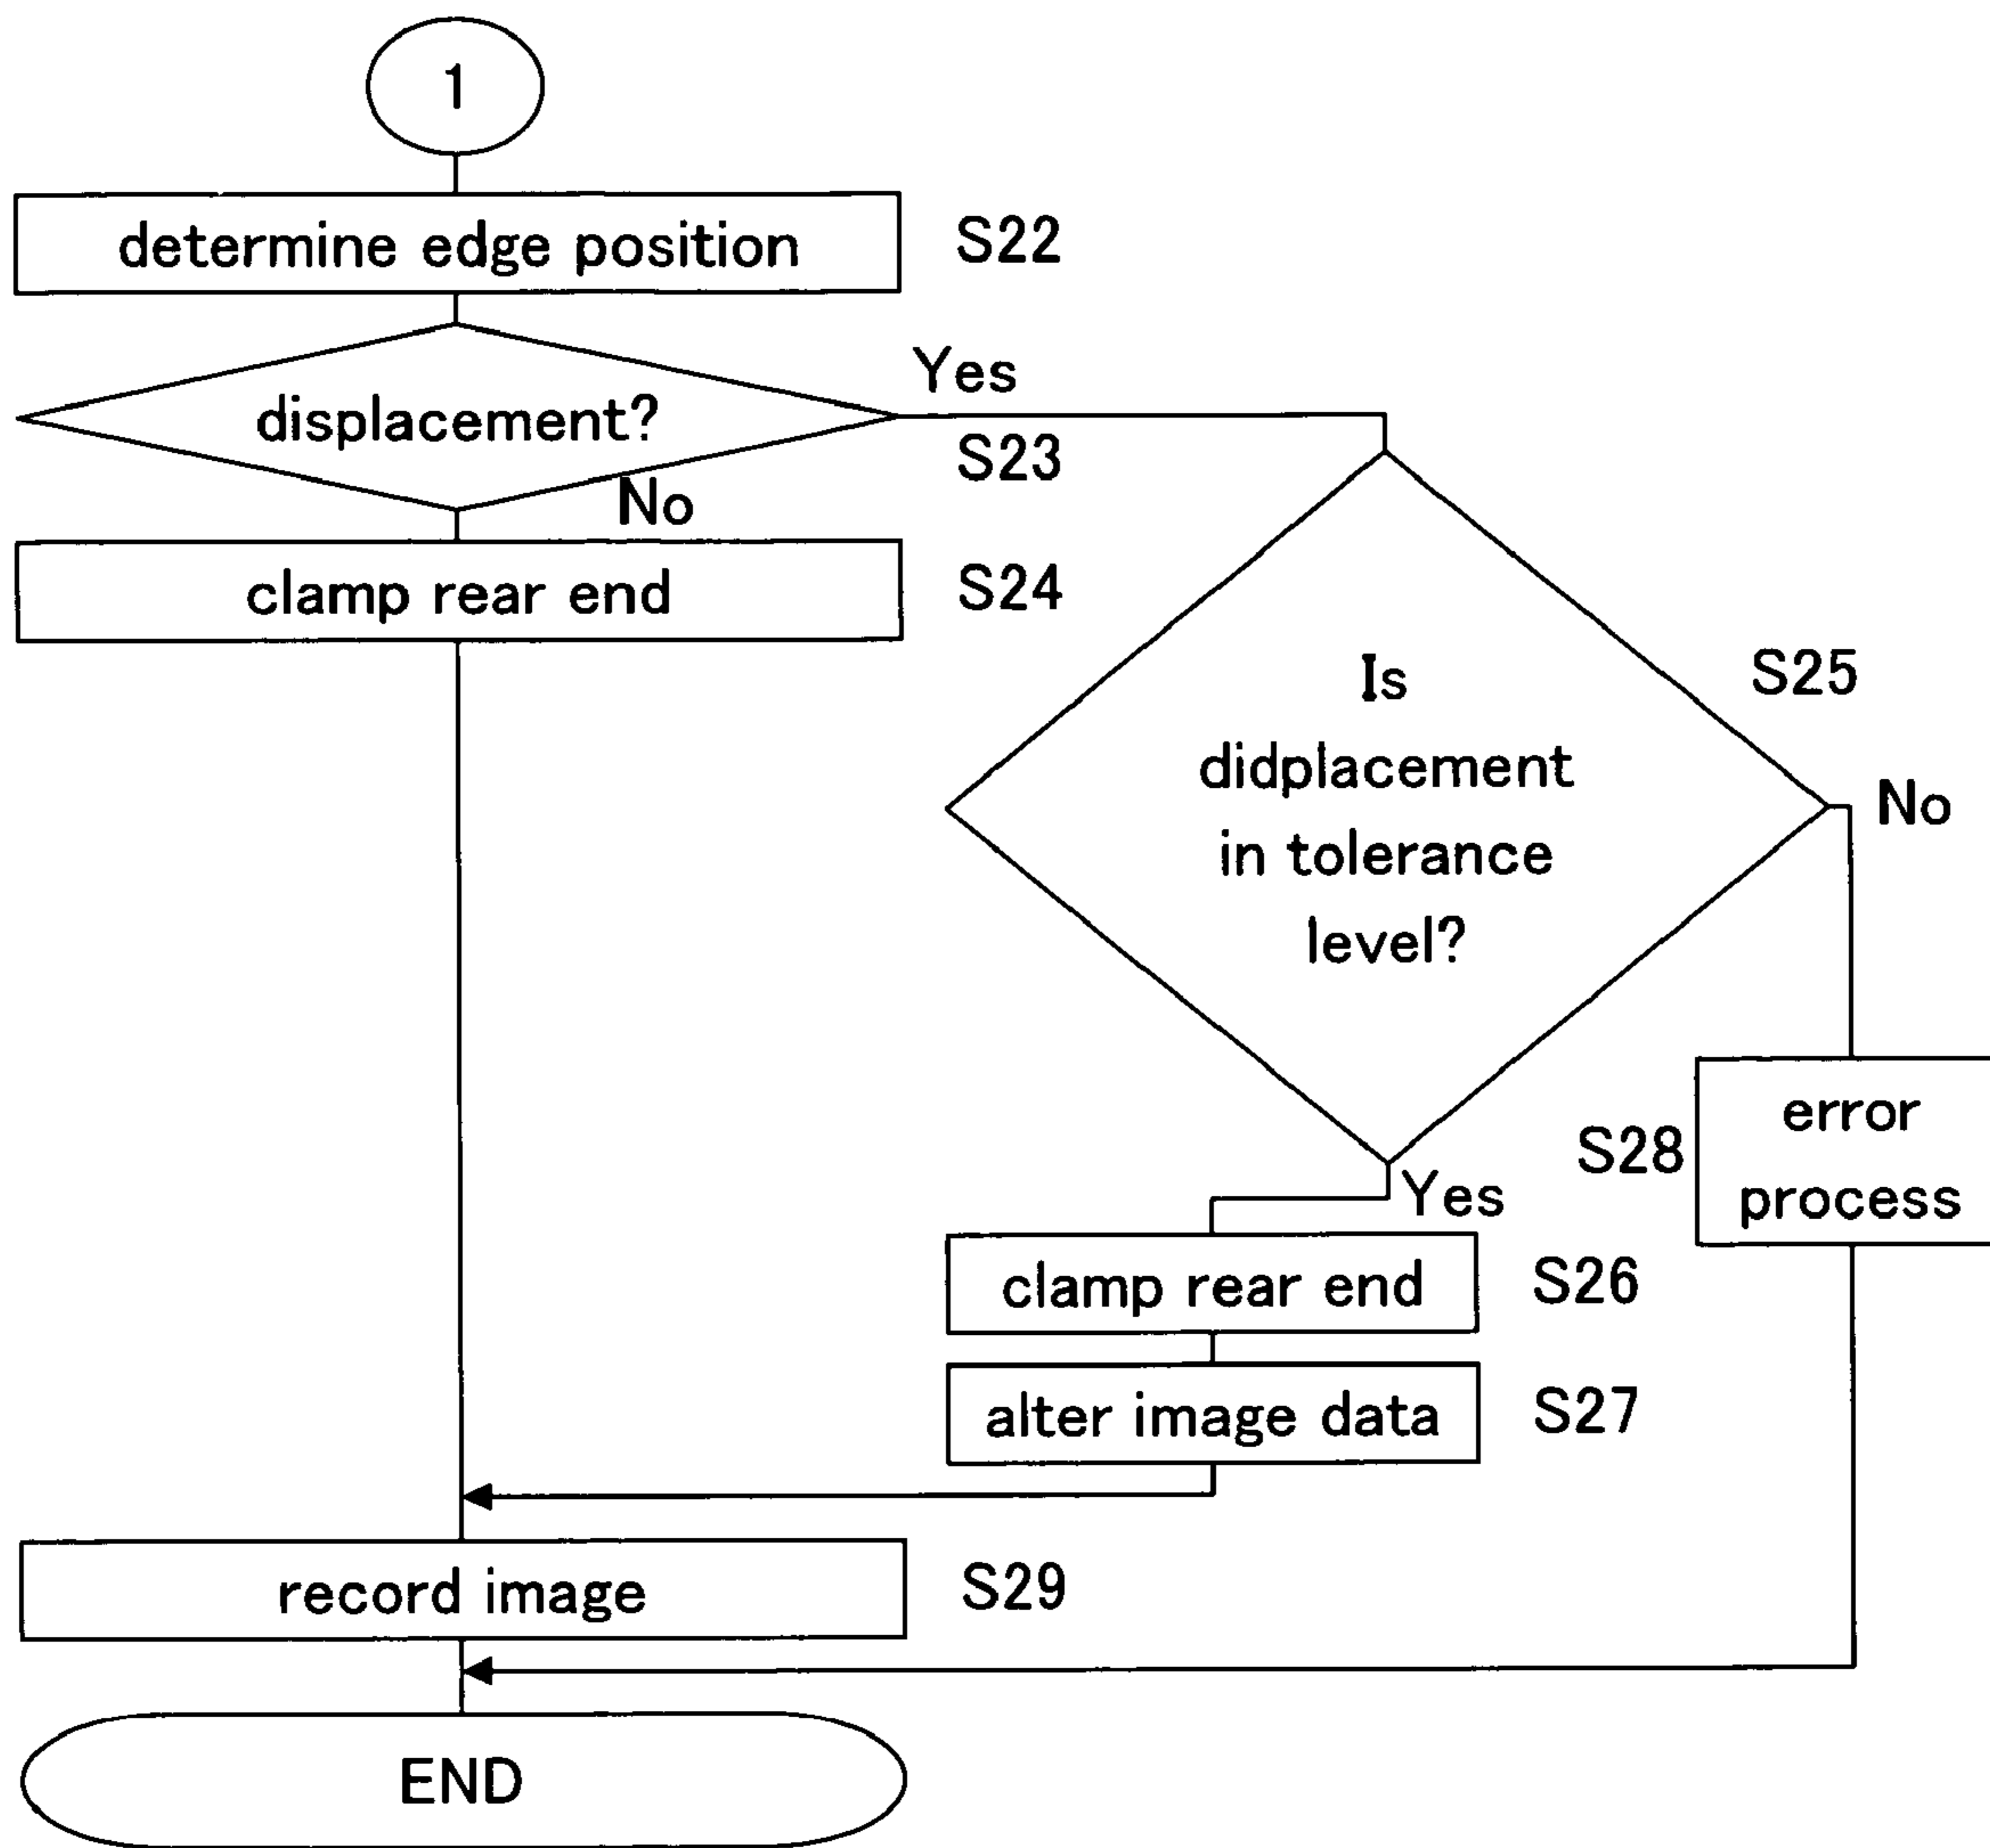 1
determine edge position
S22
Yes
displacement?
S23
No
clamp rear end
S24
Is
didplacement
in tolerance
level?
S25
No
error
process
S28
Yes
clamp rear end
S26
alter image data
S27
record image
S29
END